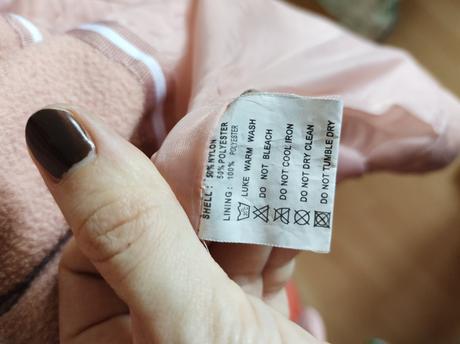 SHELL: 50% NYLON
50% POLYESTER
LINING: 100% POLYESTER
LUKE WARM WASH
DO NOT BLEACH
DO NOT COOL IRON
DO NOT DRY CLEAN
DO NOT TUMBLE DRY